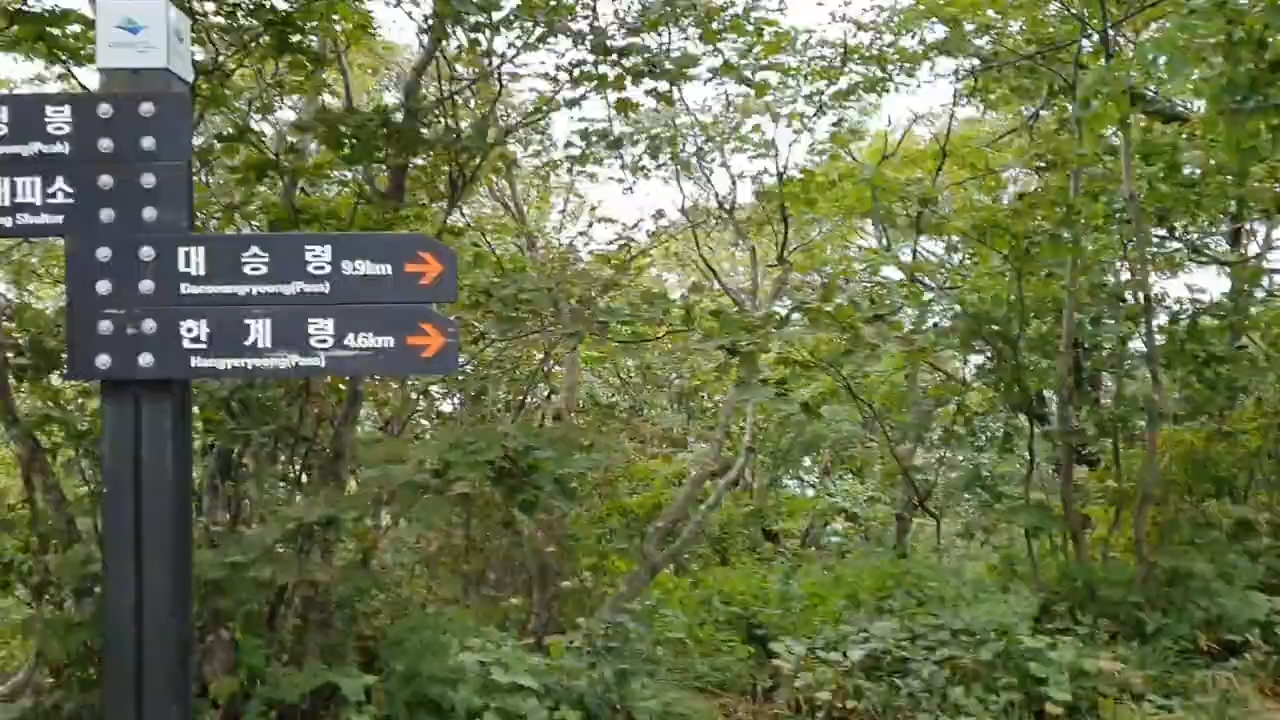 봉
(Peak)
대피소
ng Shelter
대 승 령 9.9km
Daeseungryeong(Pass)
한 계 령 4.6km
Hangyeryeong(Pass)